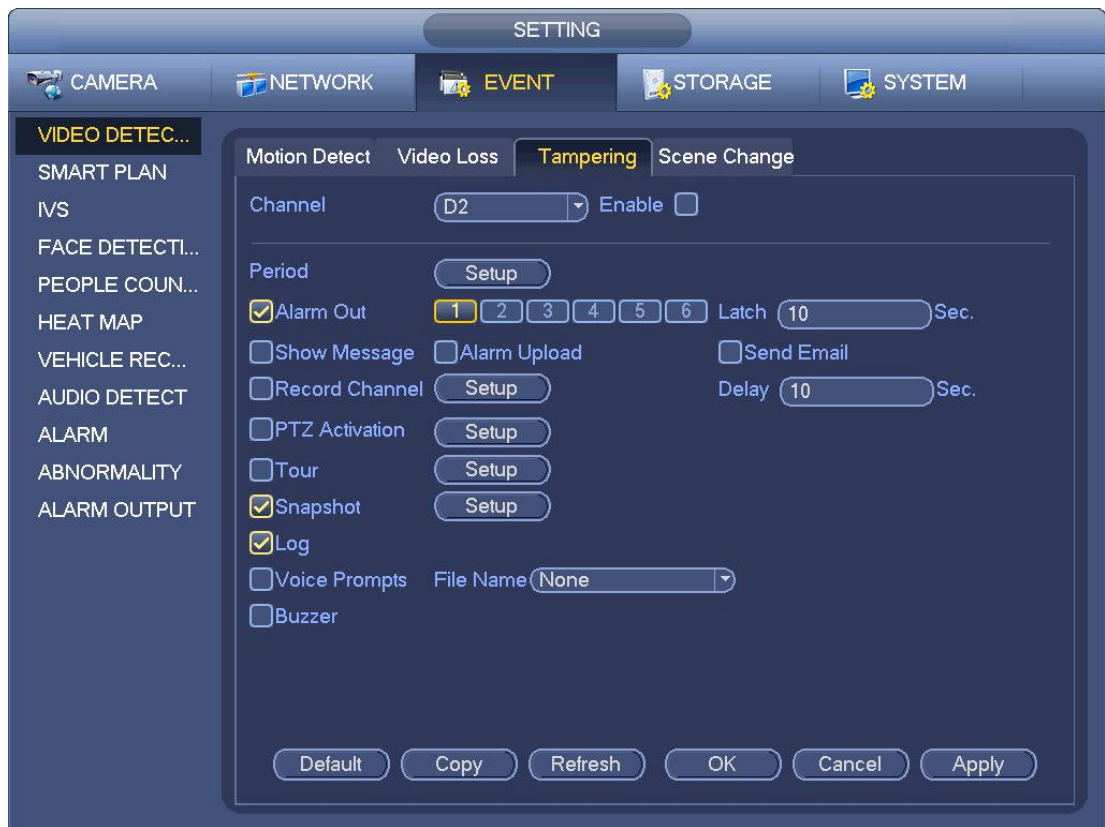 SETTING
CAMERA NETWORK EVENT STORAGE SYSTEM
VIDEO DETEC...
SMART PLAN
IVS
FACE DETECTI...
PEOPLE COUN...
HEAT MAP
VEHICLE REC...
AUDIO DETECT
ALARM
ABNORMALITY
ALARM OUTPUT
Motion Detect Video Loss Tampering Scene Change
Channel D2 Enable
Period Setup
Alarm Out 1 2 3 4 5 6 Latch 10 Sec.
Show Message Alarm Upload Send Email
Record Channel Setup Delay 10 Sec.
PTZ Activation Setup
Tour Setup
Snapshot Setup
Log
Voice Prompts File Name None
Buzzer
Default Copy Refresh OK Cancel Apply